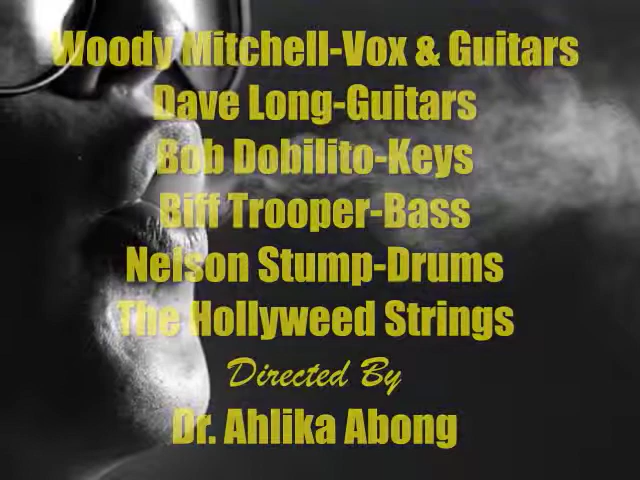 Woody Mitchell-Vox & Guitars
Dave Long-Guitars
Bob Dobilito-Keys
Biff Trooper-Bass
Nelson Stump-Drums
The Hollyweed Strings
Directed By
Dr. Ahlika Abong